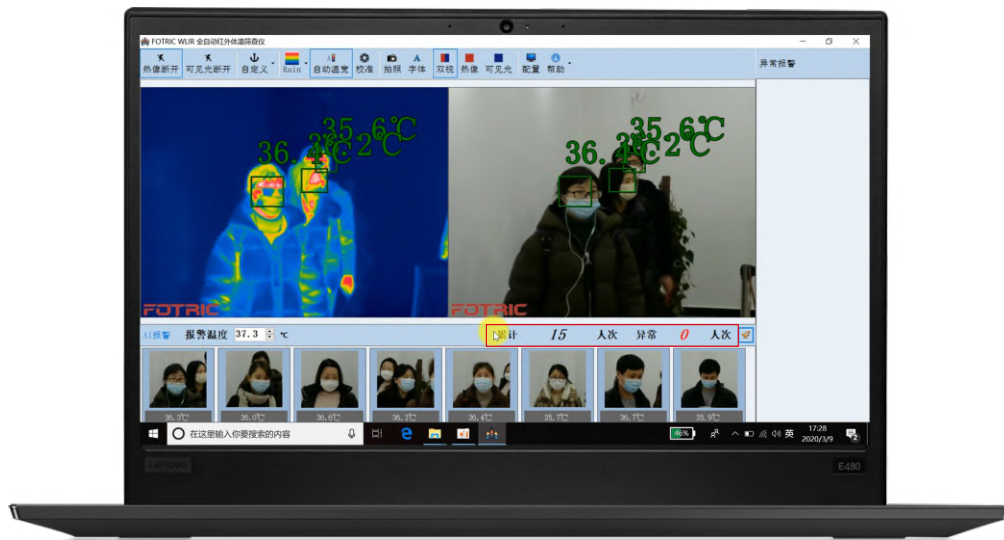 FOTRIC WLIR 全自动红外体温筛查仪
热像断开 可见光断开 自定义 Rain 自动温宽 校准 拍照 字体 双视 热像 可见光 配置 帮助
异常报警
35.6℃
36.4℃
35.6℃
36.4℃
FOTRIC
FOTRIC
AI报警 报警温度 37.3 ℃
累计 15 人次 异常 0 人次
36.3℃ 36.0℃ 36.6℃ 36.3℃ 36.4℃ 35.7℃ 36.7℃ 35.9℃
在这里输入你要搜索的内容
46%
英
17:28
2020/3/9
2
Lenovo
E480